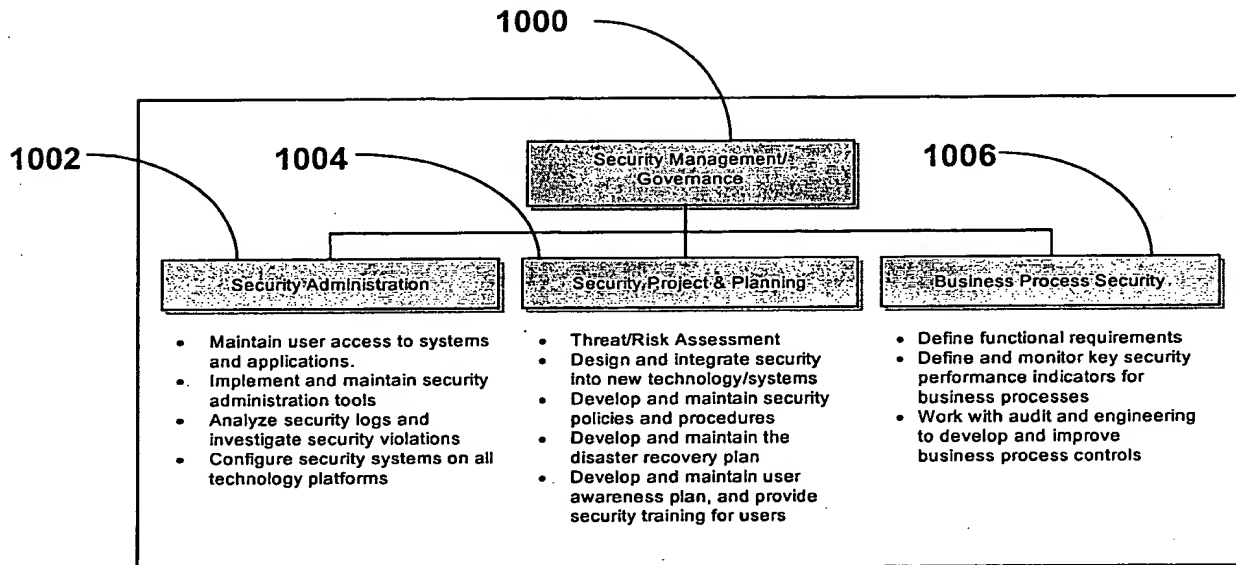 1000
1002
1004
1006
Security Management/
Governance
Security Administration
Security Project & Planning
Business Process Security
• Maintain user access to systems
and applications.
• Implement and maintain security
administration tools
• Analyze security logs and
investigate security violations
• Configure security systems on all
technology platforms
• Threat/Risk Assessment
• Design and integrate security
into new technology/systems
• Develop and maintain security
policies and procedures
• Develop and maintain the
disaster recovery plan
• Develop and maintain user
awareness plan, and provide
security training for users
• Define functional requirements
• Define and monitor key security
performance indicators for
business processes
• Work with audit and engineering
to develop and improve
business process controls